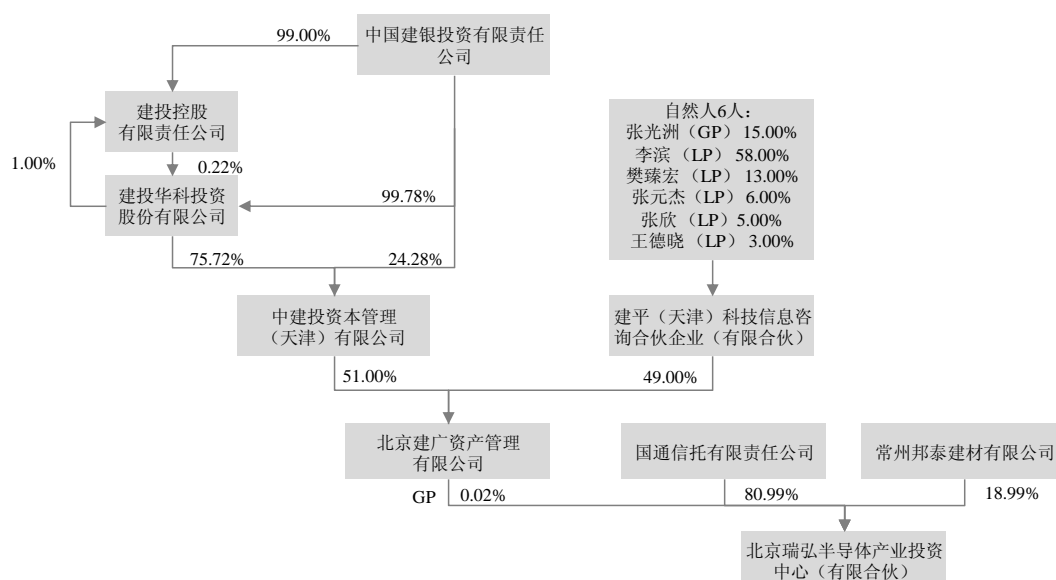 99.00%
中国建银投资有限责任
公司
建投控股
有限责任公司
1.00%
0.22%
建投华科投资
股份有限公司
99.78%
自然人6人：
张光洲（GP）15.00%
李滨 （LP）58.00%
樊臻宏（LP）13.00%
张元杰（LP）6.00%
张欣（LP）5.00%
王德晓（LP）3.00%
75.72%
24.28%
中建投资本管理
（天津）有限公司
建平（天津）科技信息咨
询合伙企业（有限合伙）
51.00%
49.00%
北京建广资产管理
有限公司
国通信托有限责任公司
常州邦泰建材有限公司
GP
0.02%
80.99%
18.99%
北京瑞弘半导体产业投资
中心（有限合伙）